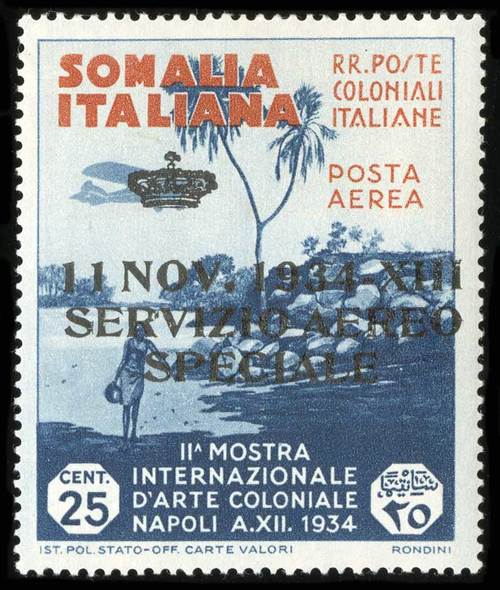 SOMALIA
ITALIANA
RR. POSTE
COLONIALI
ITALIANE
POSTA
AEREA
11 NOV. 1934-XIII
SERVIZIO AEREO
SPECIALE
IIᴬ MOSTRA
INTERNAZIONALE
D'ARTE COLONIALE
NAPOLI A.XII. 1934
CENT.
25
٢٥
IST. POL. STATO-OFF. CARTE VALORI
RONDINI